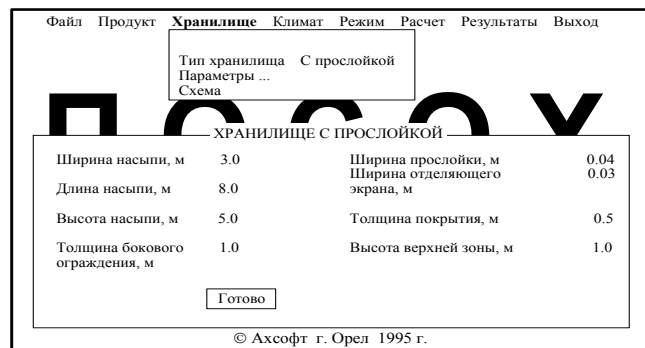 Файл Продукт Хранилище Климат Режим Расчет Результаты Выход
Тип хранилища С прослойкой
Параметры ...
Схема
ПОСОХ
ХРАНИЛИЩЕ С ПРОСЛОЙКОЙ
Ширина насыпи, м 3.0
Длина насыпи, м 8.0
Высота насыпи, м 5.0
Толщина бокового ограждения, м 1.0
Ширина прослойки, м 0.04
Ширина отделяющего экрана, м 0.03
Толщина покрытия, м 0.5
Высота верхней зоны, м 1.0
Готово
© Ахсофт г. Орел 1995 г.